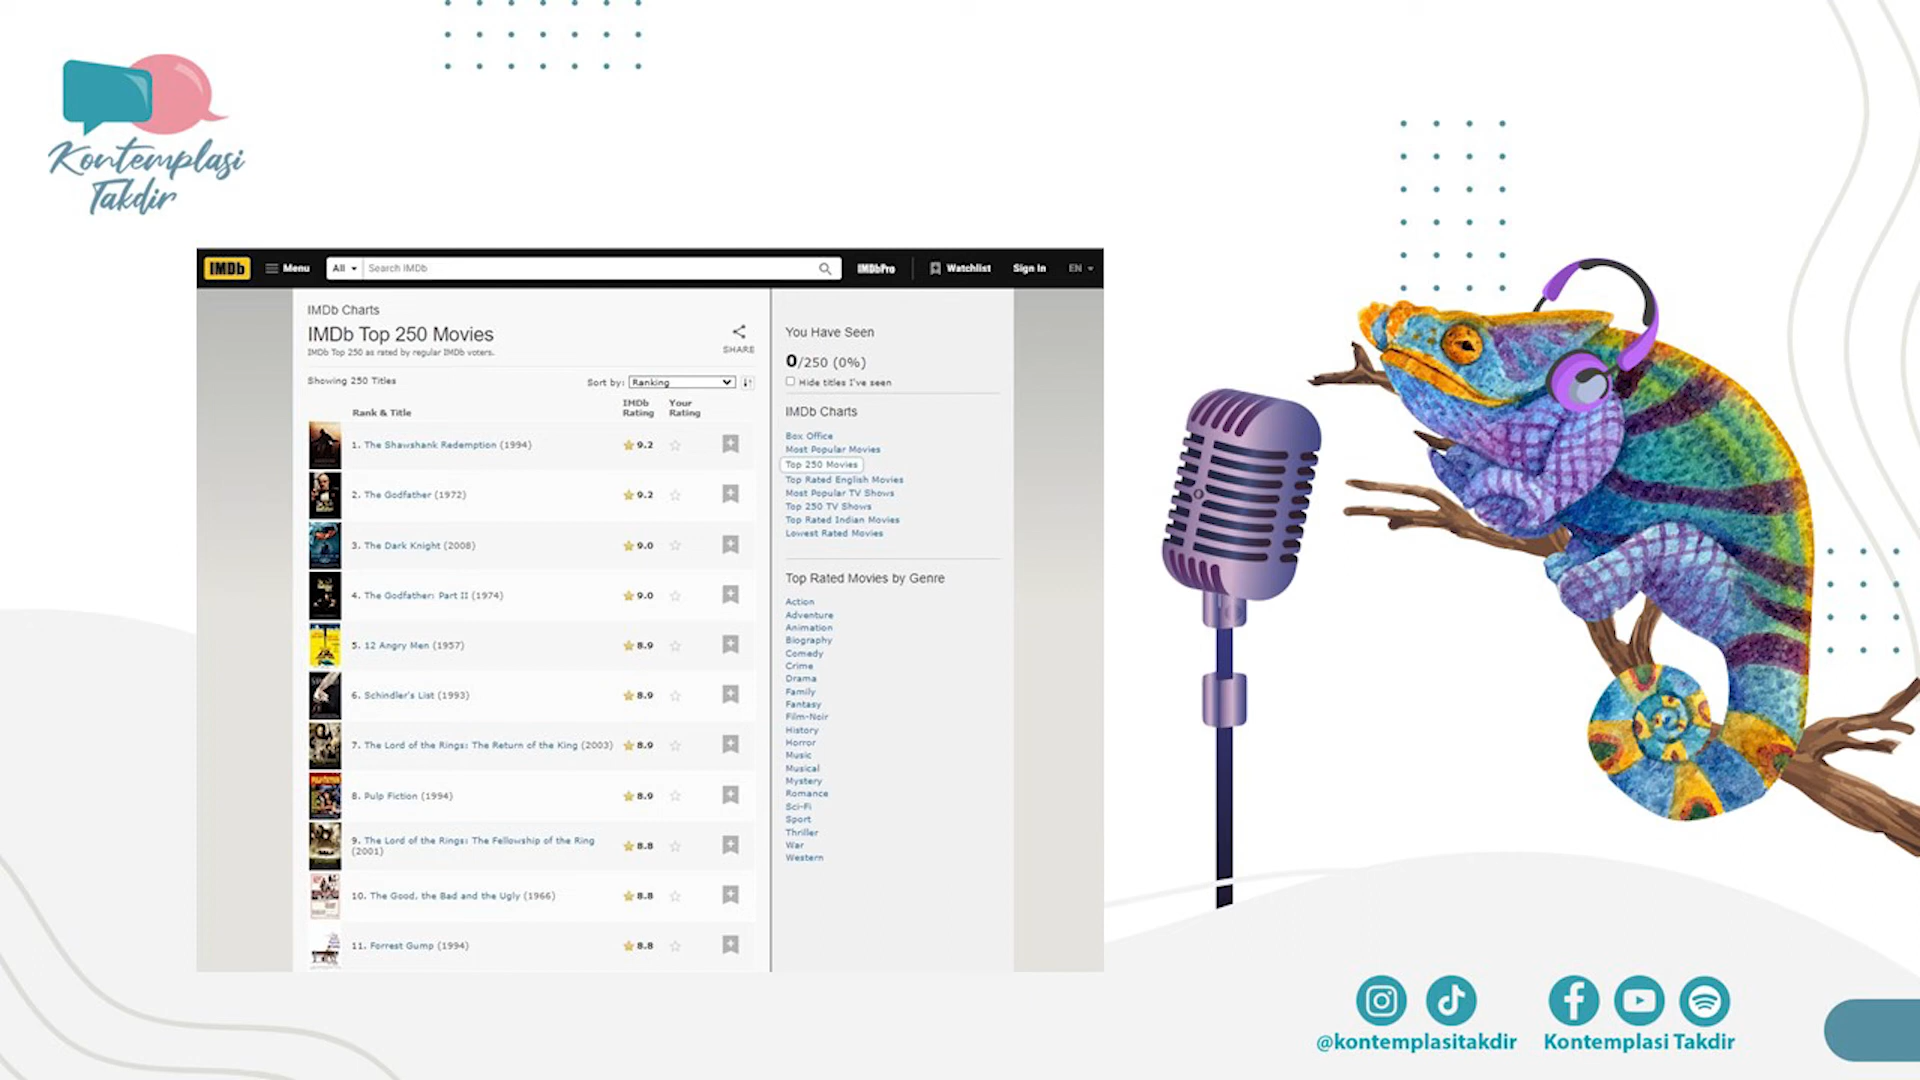 Kontemplasi
Takdir
IMDb
Menu
All
Search IMDb
IMDbPro
Watchlist
Sign In
EN
IMDb Charts
IMDb Top 250 Movies
IMDb Top 250 as rated by regular IMDb voters.
SHARE
Showing 250 Titles
Sort by: Ranking
Rank & Title
IMDb
Rating
Your
Rating
1. The Shawshank Redemption (1994) 9.2
2. The Godfather (1972) 9.2
3. The Dark Knight (2008) 9.0
4. The Godfather: Part II (1974) 9.0
5. 12 Angry Men (1957) 8.9
6. Schindler's List (1993) 8.9
7. The Lord of the Rings: The Return of the King (2003) 8.9
8. Pulp Fiction (1994) 8.9
9. The Lord of the Rings: The Fellowship of the Ring
(2001) 8.8
10. The Good, the Bad and the Ugly (1966) 8.8
11. Forrest Gump (1994) 8.8
You Have Seen
0/250 (0%)
Hide titles I've seen
IMDb Charts
Box Office
Most Popular Movies
Top 250 Movies
Top Rated English Movies
Most Popular TV Shows
Top 250 TV Shows
Top Rated Indian Movies
Lowest Rated Movies
Top Rated Movies by Genre
Action
Adventure
Animation
Biography
Comedy
Crime
Drama
Family
Fantasy
Film-Noir
History
Horror
Music
Musical
Mystery
Romance
Sci-Fi
Sport
Thriller
War
Western
@kontemplasitakdir
Kontemplasi Takdir